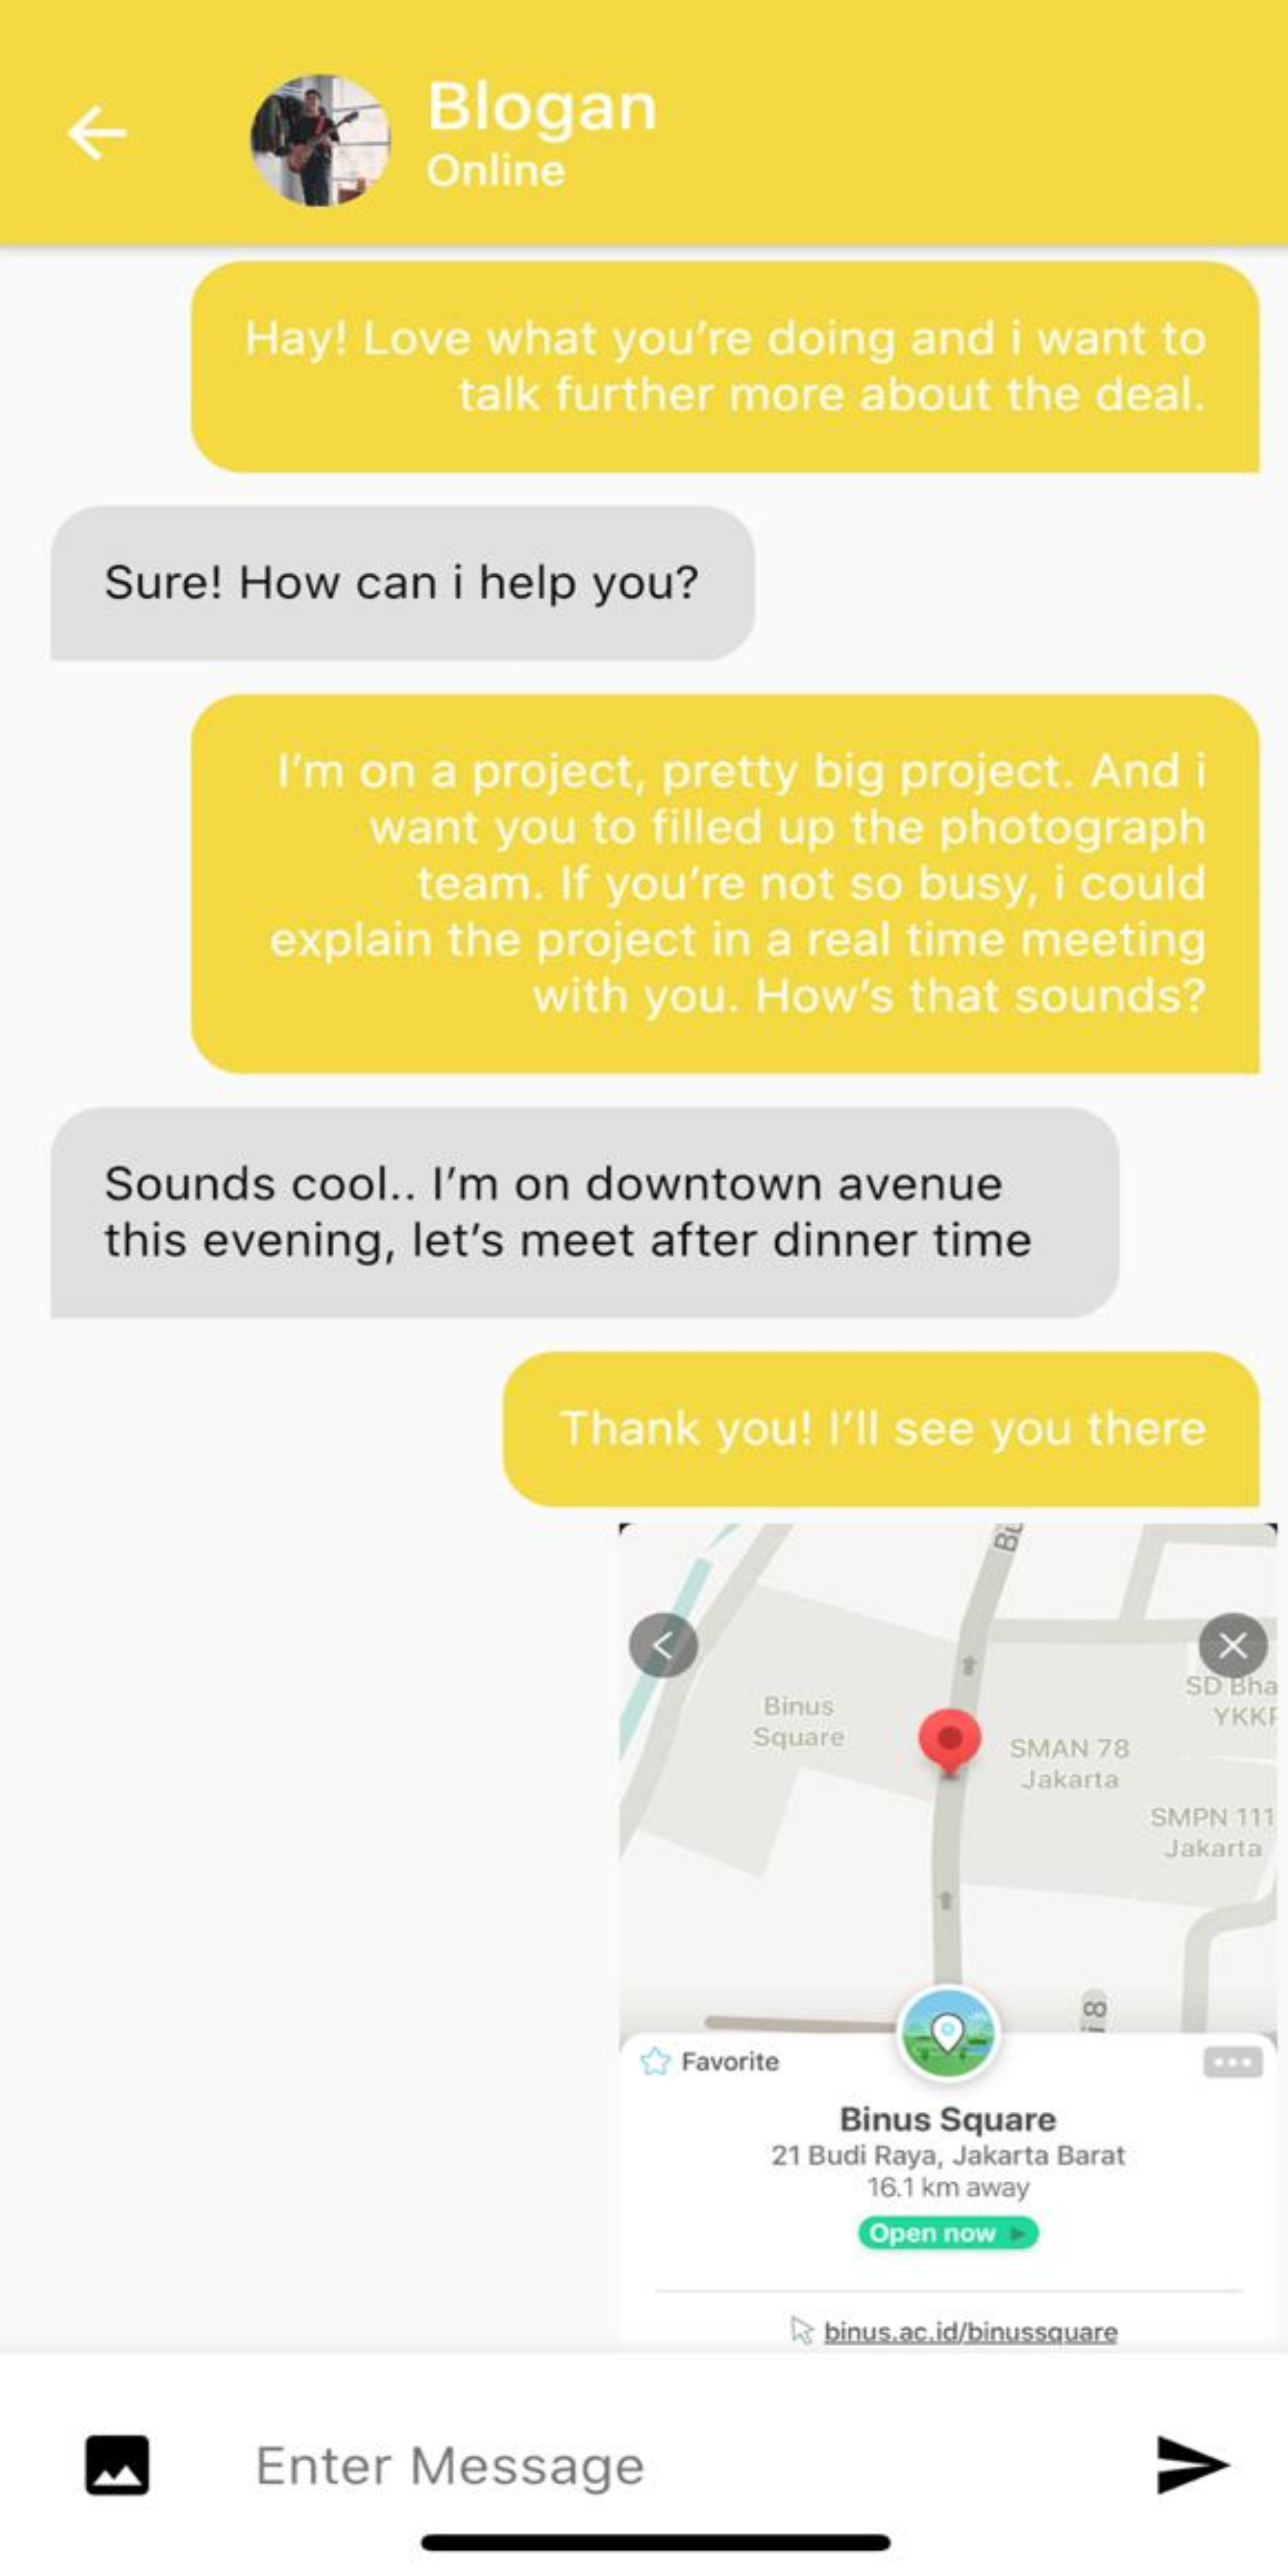 Blogan
Online
Hay! Love what you're doing and i want to
talk further more about the deal.
Sure! How can i help you?
I'm on a project, pretty big project. And i
want you to filled up the photograph
team. If you're not so busy, i could
explain the project in a real time meeting
with you. How's that sounds?
Sounds cool.. I'm on downtown avenue
this evening, let's meet after dinner time
Thank you! I'll see you there
Binus
Square
SMAN 78
Jakarta
SD Bha
YKKP
SMPN 111
Jakarta
Favorite
Binus Square
21 Budi Raya, Jakarta Barat
16.1 km away
Open now
binus.ac.id/binussquare
Enter Message